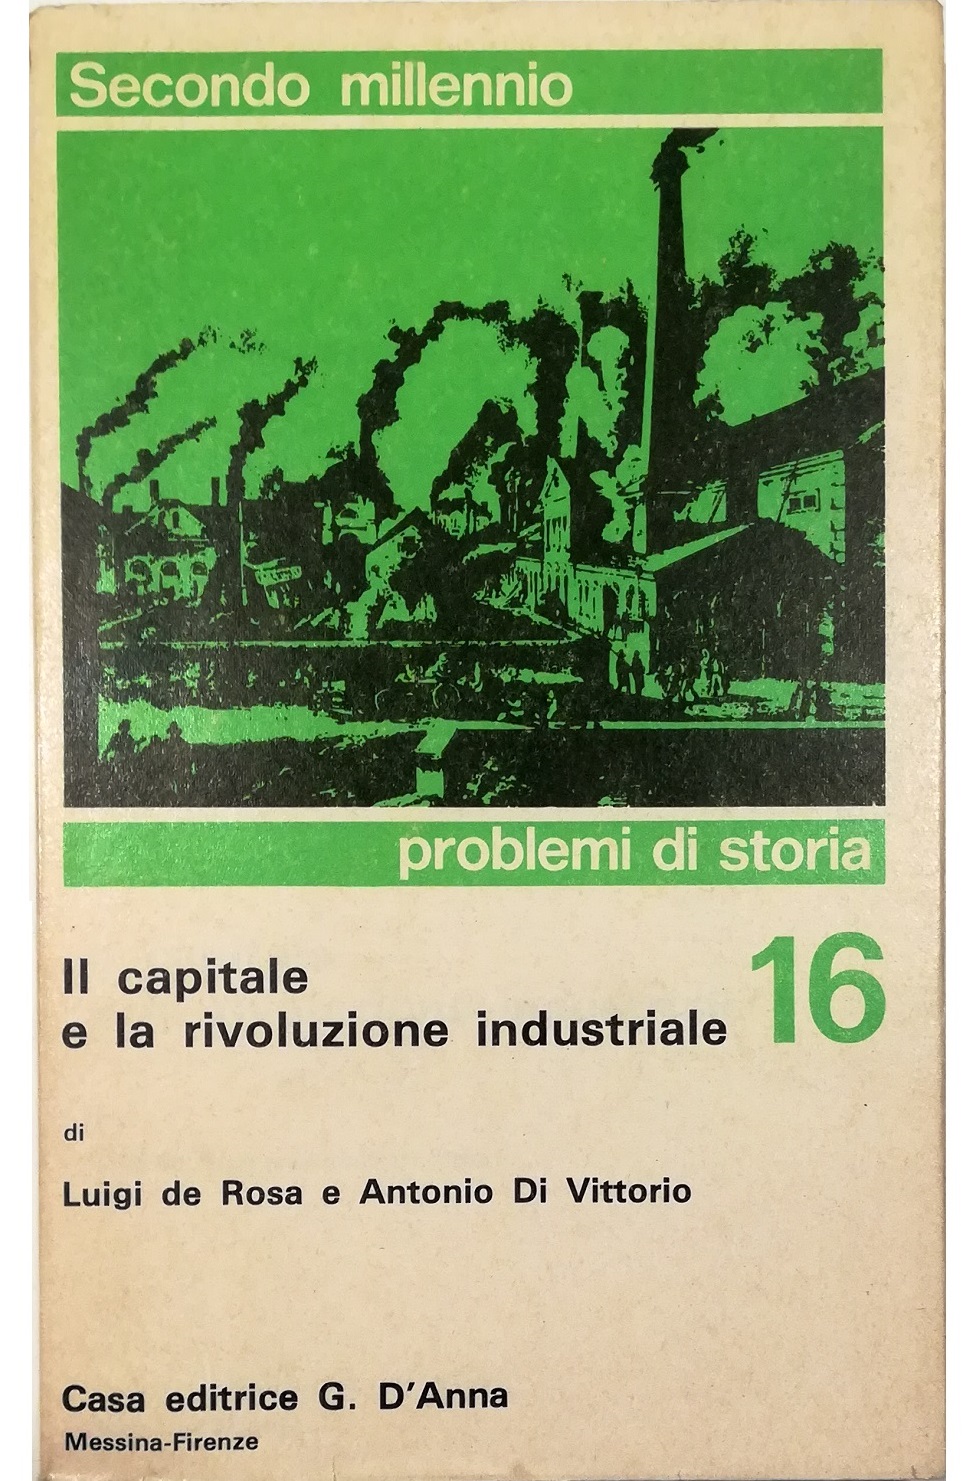 Secondo millennio
problemi di storia
Il capitale
e la rivoluzione industriale
16
di
Luigi de Rosa e Antonio Di Vittorio
Casa editrice G. D'Anna
Messina-Firenze